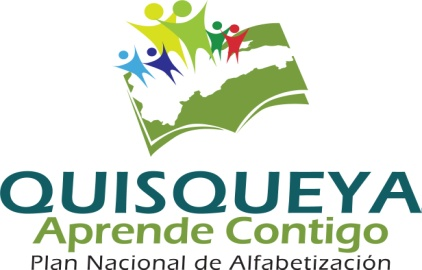 QUISQUEYA
Aprende Contigo
Plan Nacional de Alfabetización